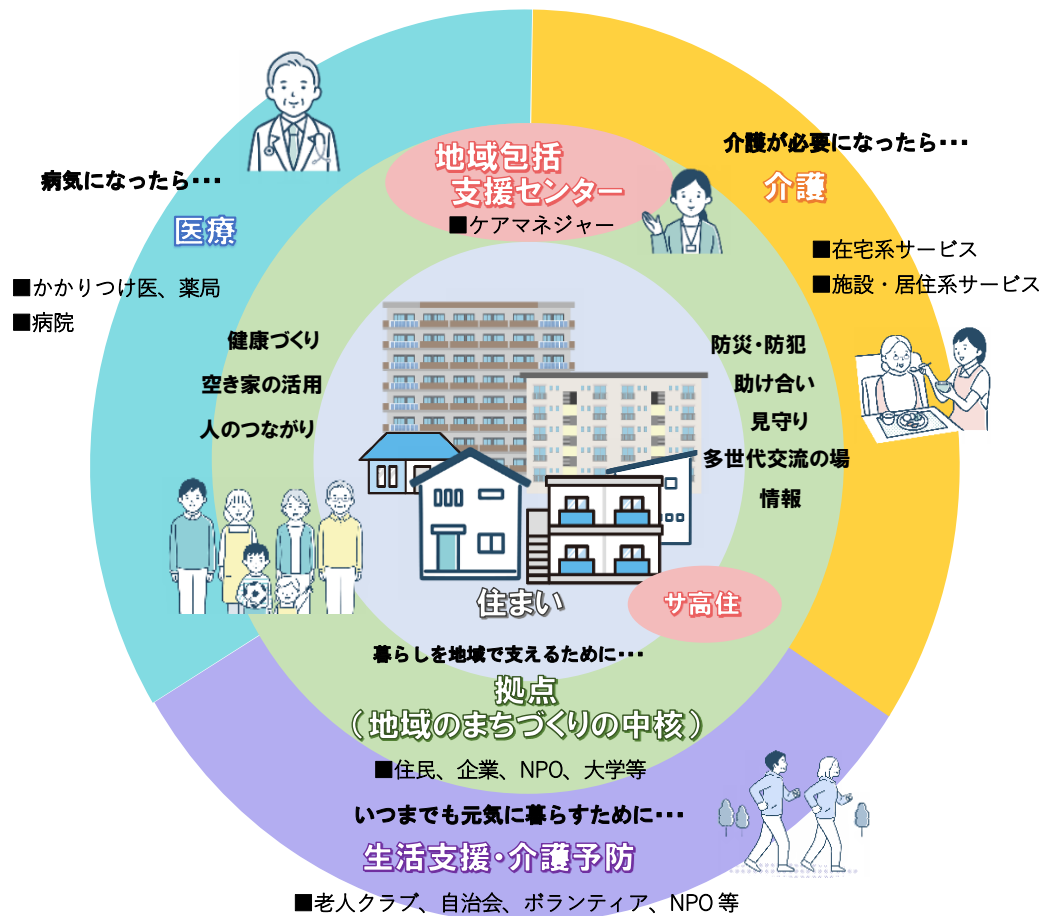 地域包括
支援センター
■ケアマネジャー
病気になったら･･･
医療
■かかりつけ医、薬局
■病院
介護が必要になったら･･･
介護
■在宅系サービス
■施設・居住系サービス
健康づくり
空き家の活用
人のつながり
防災・防犯
助け合い
見守り
多世代交流の場
情報
住まい
サ高住
暮らしを地域で支えるために･･･
拠点
（地域のまちづくりの中核）
■住民、企業、NPO、大学等
いつまでも元気に暮らすために･･･
生活支援・介護予防
■老人クラブ、自治会、ボランティア、NPO 等